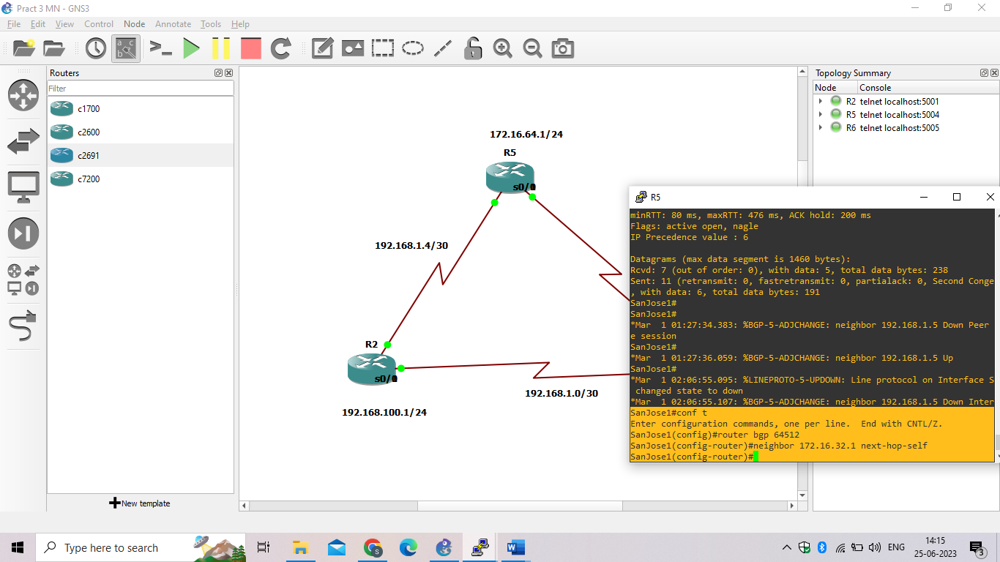 Pract 3 MN - GNS3
File Edit View Control Node Annotate Tools Help
Routers
Filter
c1700
c2600
c2691
c7200
New template
172.16.64.1/24
R5
192.168.1.4/30
R2
192.168.1.0/30
192.168.100.1/24
Topology Summary
Node Console
R2 telnet localhost:5001
R5 telnet localhost:5004
R6 telnet localhost:5005
R5
minRTT: 80 ms, maxRTT: 476 ms, ACK hold: 200 ms
Flags: active open, nagle
IP Precedence value : 6
Datagrams (max data segment is 1460 bytes):
Rcvd: 7 (out of order: 0), with data: 5, total data bytes: 238
Sent: 11 (retransmit: 0, fastretransmit: 0, partialack: 0, Second Conge
, with data: 6, total data bytes: 191
SanJose1#
SanJose1#
*Mar  1 01:27:34.383: %BGP-5-ADJCHANGE: neighbor 192.168.1.5 Down Peer
e session
SanJose1#
*Mar  1 01:27:36.059: %BGP-5-ADJCHANGE: neighbor 192.168.1.5 Up
SanJose1#
*Mar  1 02:06:55.095: %LINEPROTO-5-UPDOWN: Line protocol on Interface S
 changed state to down
*Mar  1 02:06:55.107: %BGP-5-ADJCHANGE: neighbor 192.168.1.5 Down Inter
SanJose1#conf t
Enter configuration commands, one per line.  End with CNTL/Z.
SanJose1(config)#router bgp 64512
SanJose1(config-router)#neighbor 172.16.32.1 next-hop-self
SanJose1(config-router)#
Type here to search
ENG
14:15
25-06-2023
3